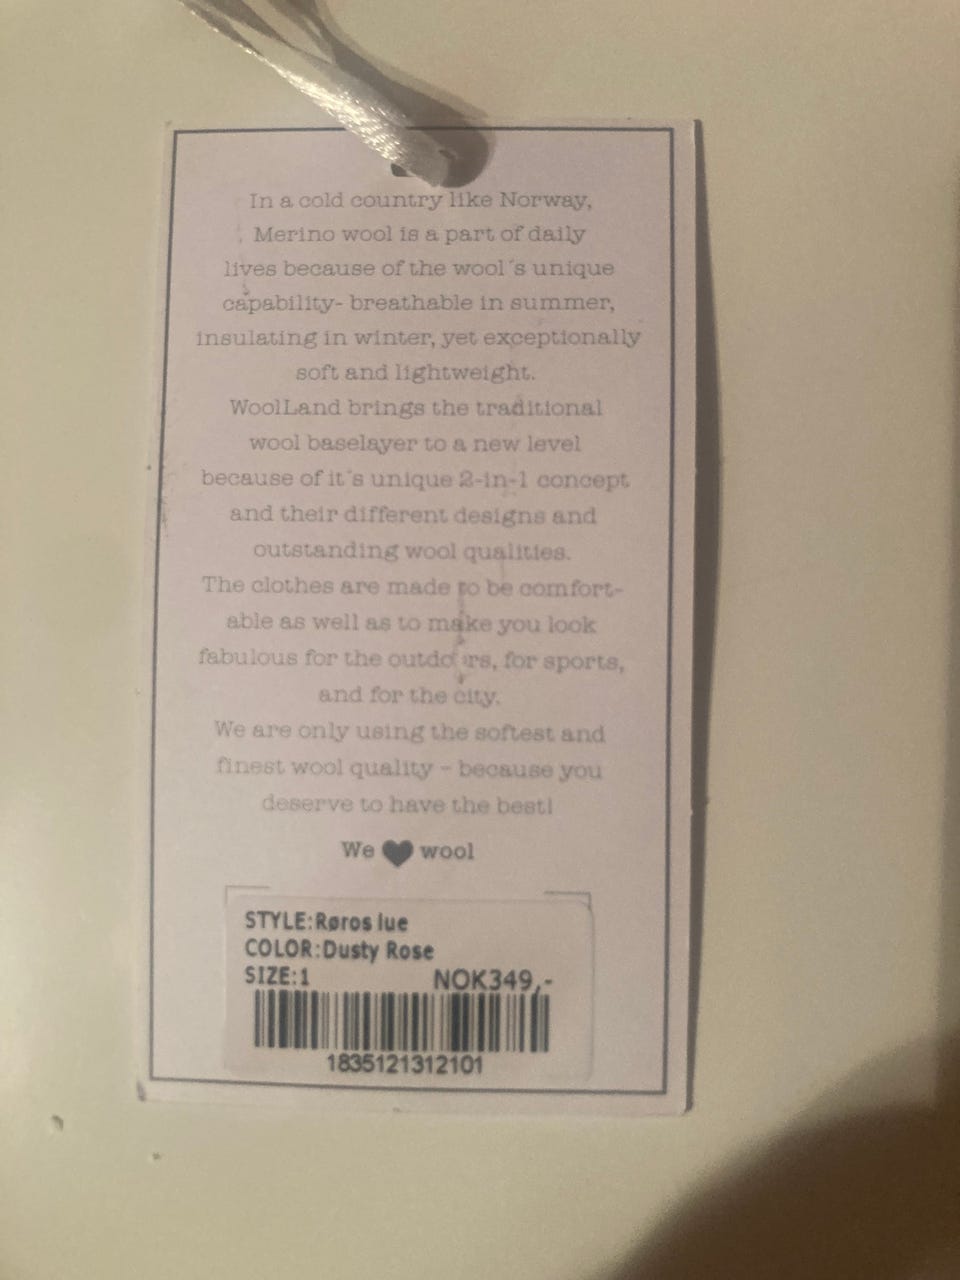 In a cold country like Norway,
Merino wool is a part of daily
lives because of the wool´s unique
capability- breathable in summer,
insulating in winter, yet exceptionally
soft and lightweight.
WoolLand brings the traditional
wool baselayer to a new level
because of it´s unique 2-in-1 concept
and their different designs and
outstanding wool qualities.
The clothes are made to be comfort-
able as well as to make you look
fabulous for the outdoors, for sports,
and for the city.
We are only using the softest and
finest wool quality - because you
deserve to have the best!
We ♥ wool
STYLE:Røros lue
COLOR:Dusty Rose
SIZE:1 NOK349,-
1835121312101